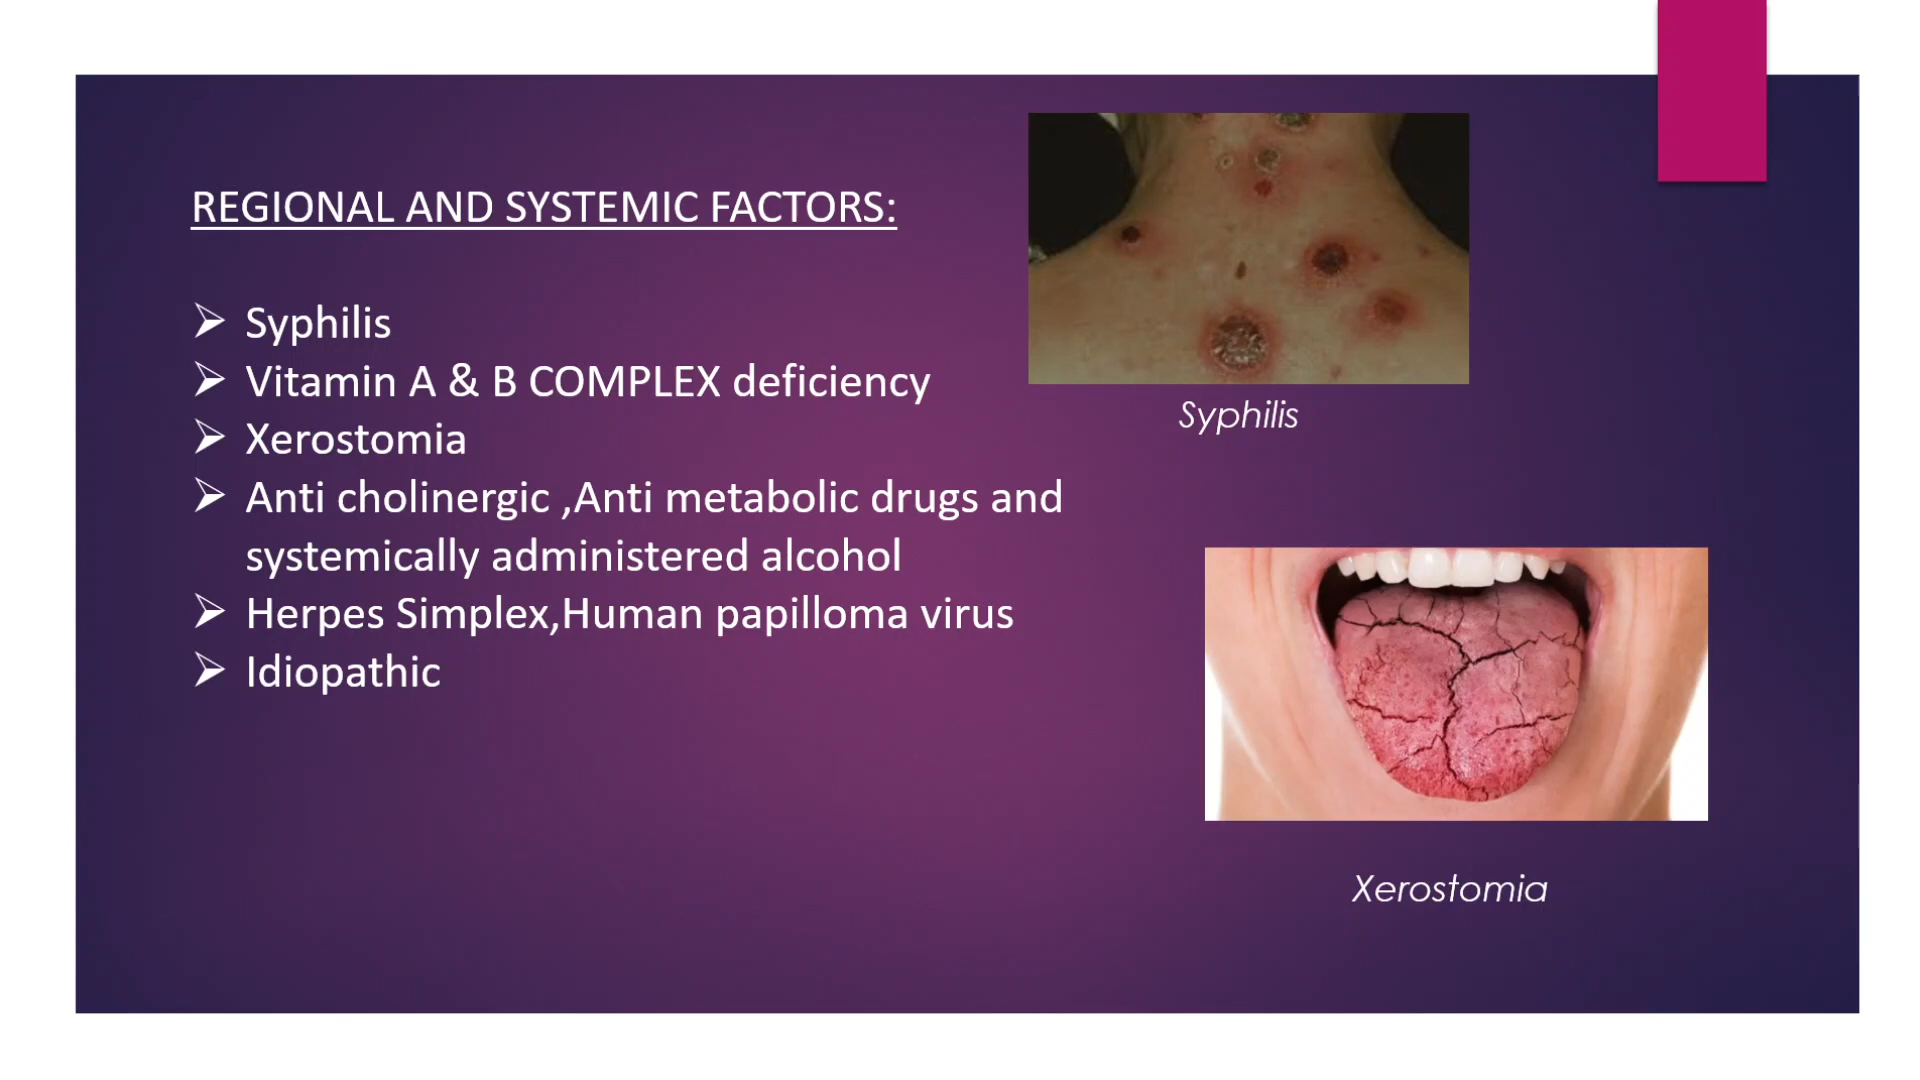 REGIONAL AND SYSTEMIC FACTORS:
➢ Syphilis
➢ Vitamin A & B COMPLEX deficiency
➢ Xerostomia
➢ Anti cholinergic ,Anti metabolic drugs and
systemically administered alcohol
➢ Herpes Simplex,Human papilloma virus
➢ Idiopathic
Syphilis
Xerostomia